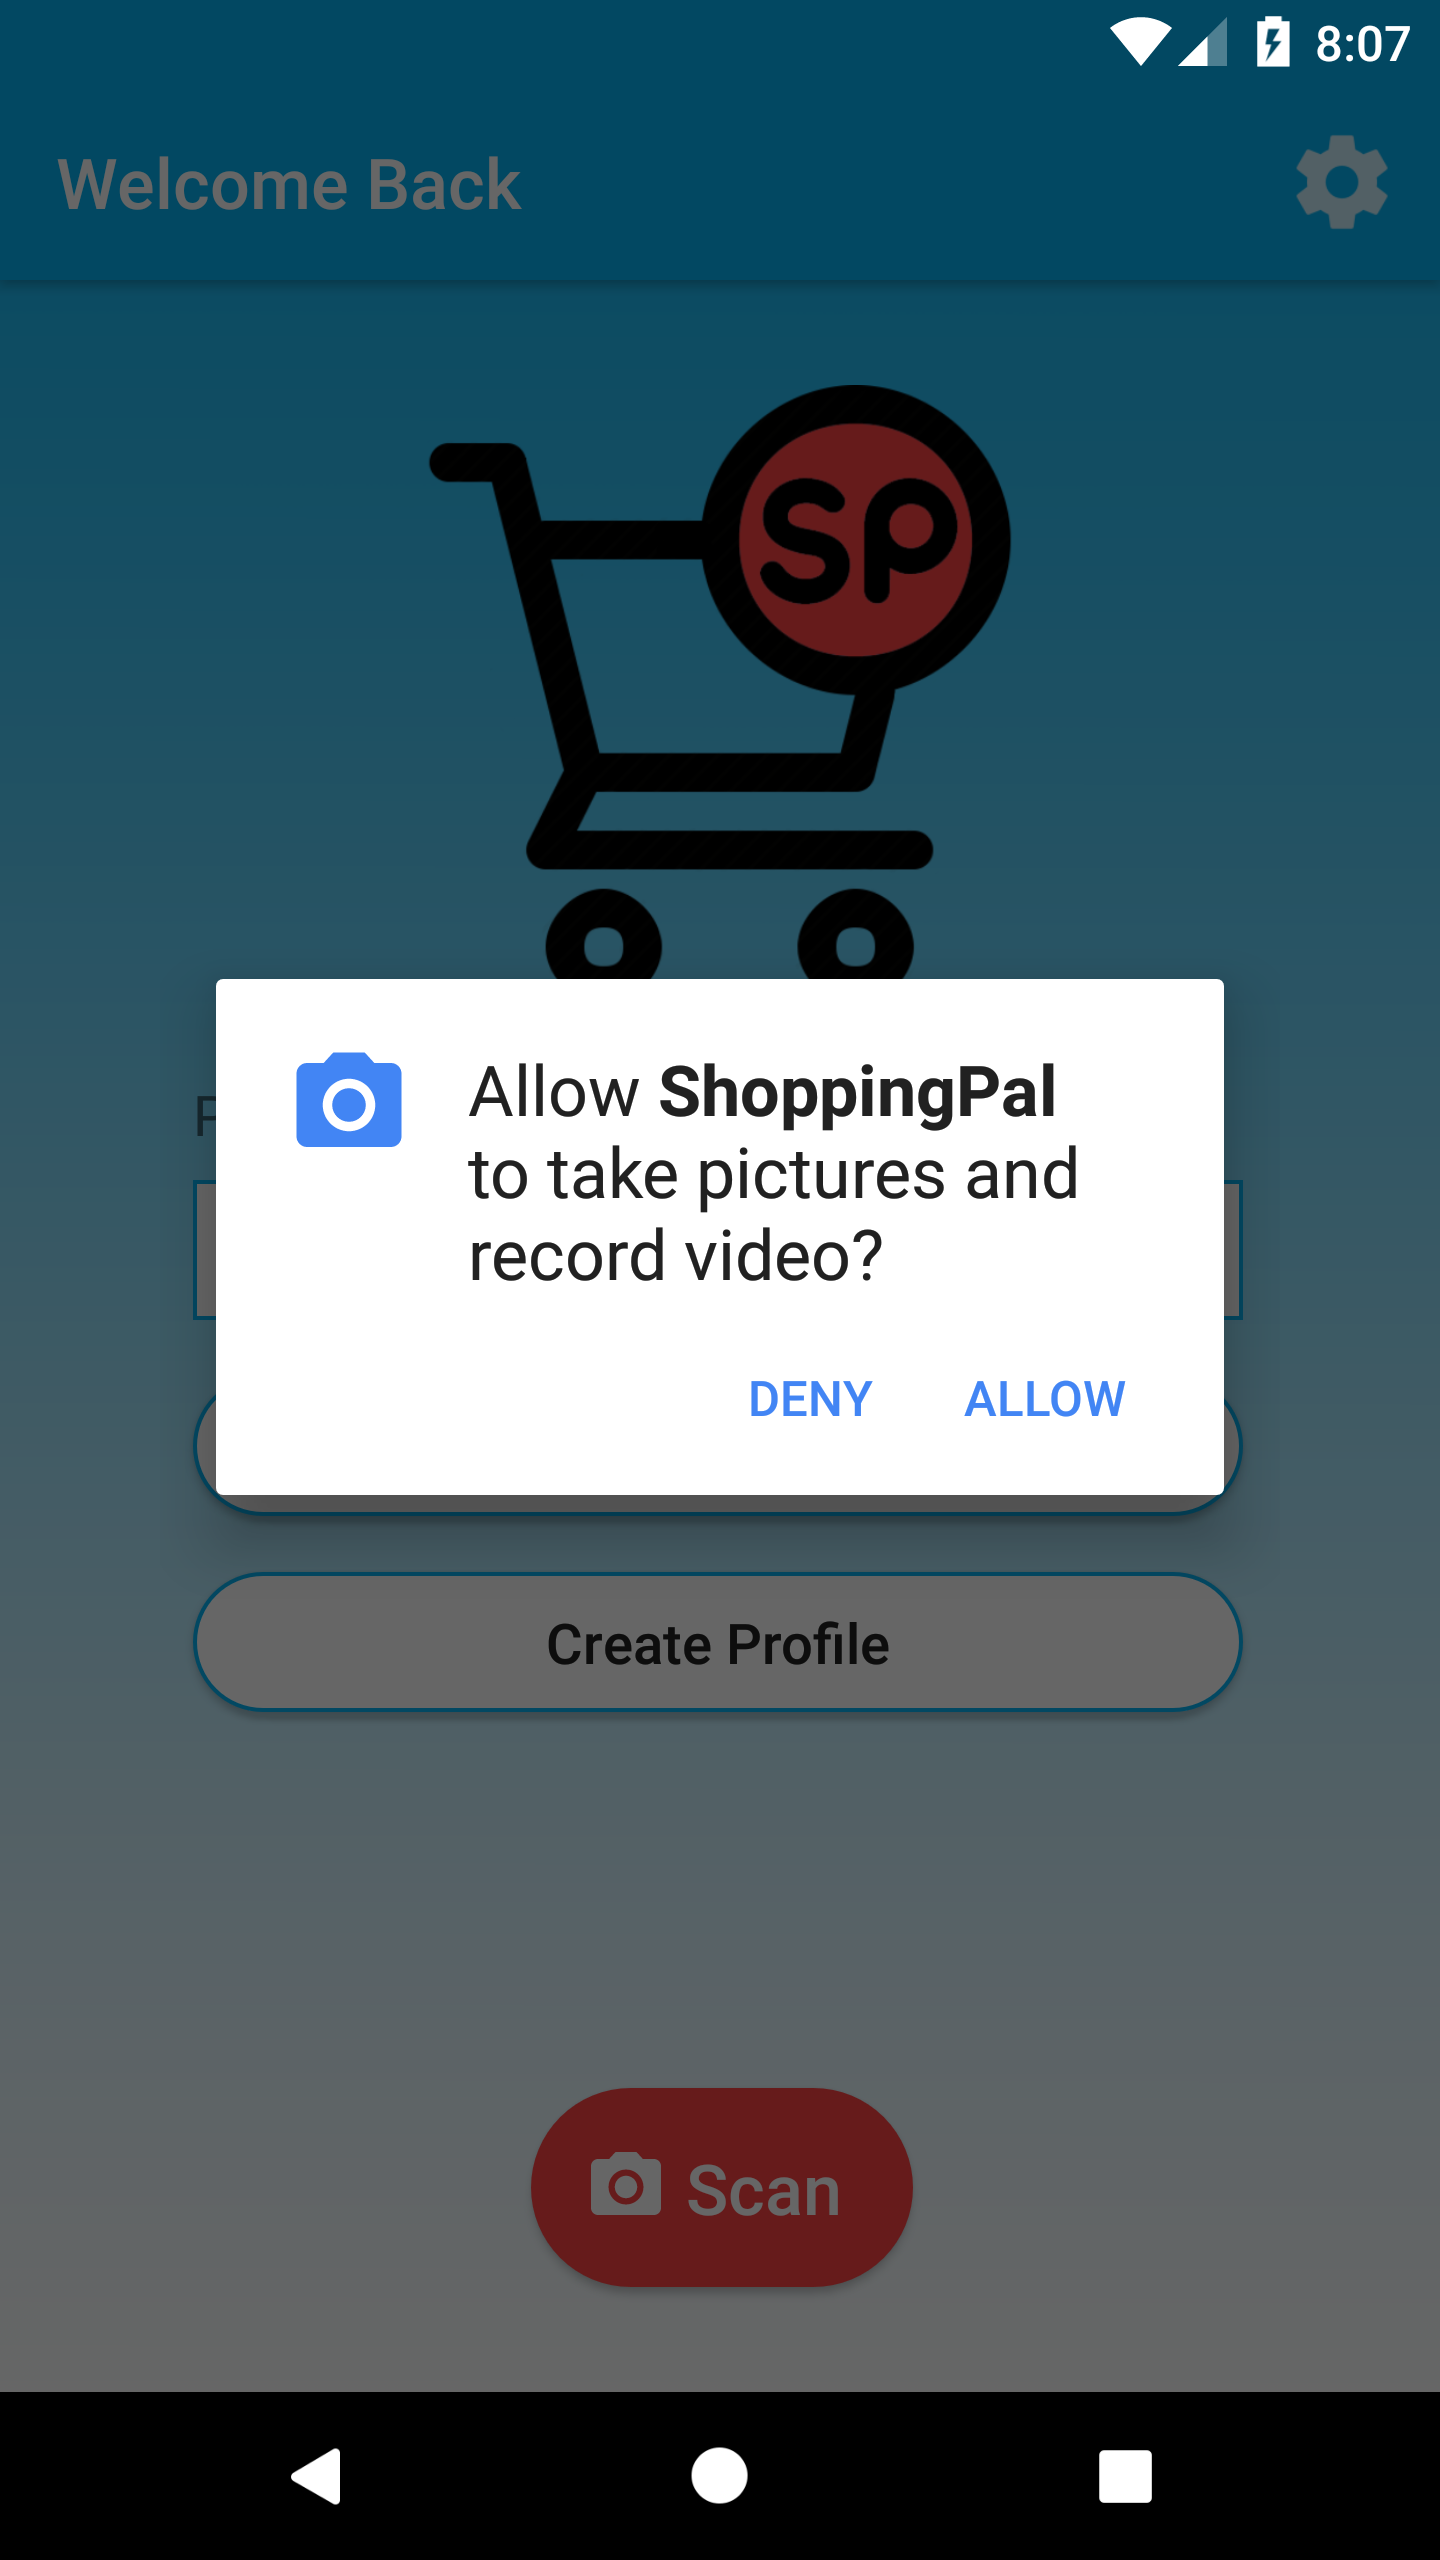 8:07
Welcome Back
SP
Allow ShoppingPal
to take pictures and
record video?
DENY ALLOW
Create Profile
Scan